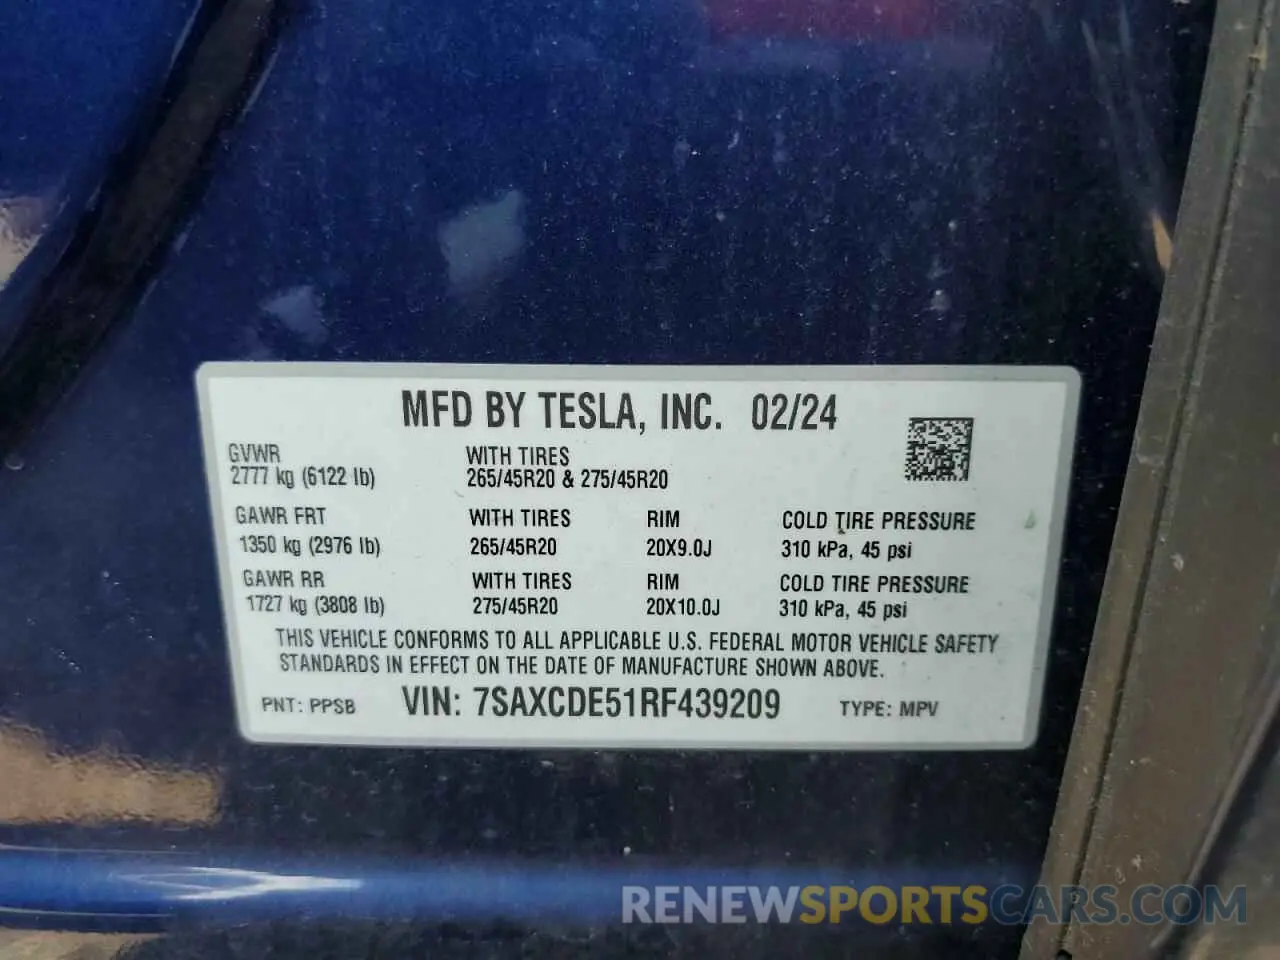 MFD BY TESLA, INC. 02/24
GVWR
2777 kg (6122 lb)
WITH TIRES
265/45R20 & 275/45R20
GAWR FRT WITH TIRES RIM COLD TIRE PRESSURE
1350 kg (2976 lb) 265/45R20 20X9.0J 310 kPa, 45 psi
GAWR RR WITH TIRES RIM COLD TIRE PRESSURE
1727 kg (3808 lb) 275/45R20 20X10.0J 310 kPa, 45 psi
THIS VEHICLE CONFORMS TO ALL APPLICABLE U.S. FEDERAL MOTOR VEHICLE SAFETY
STANDARDS IN EFFECT ON THE DATE OF MANUFACTURE SHOWN ABOVE.
PNT: PPSB VIN: 7SAXCDE51RF439209 TYPE: MPV
RENEWSPORTSCARS.COM